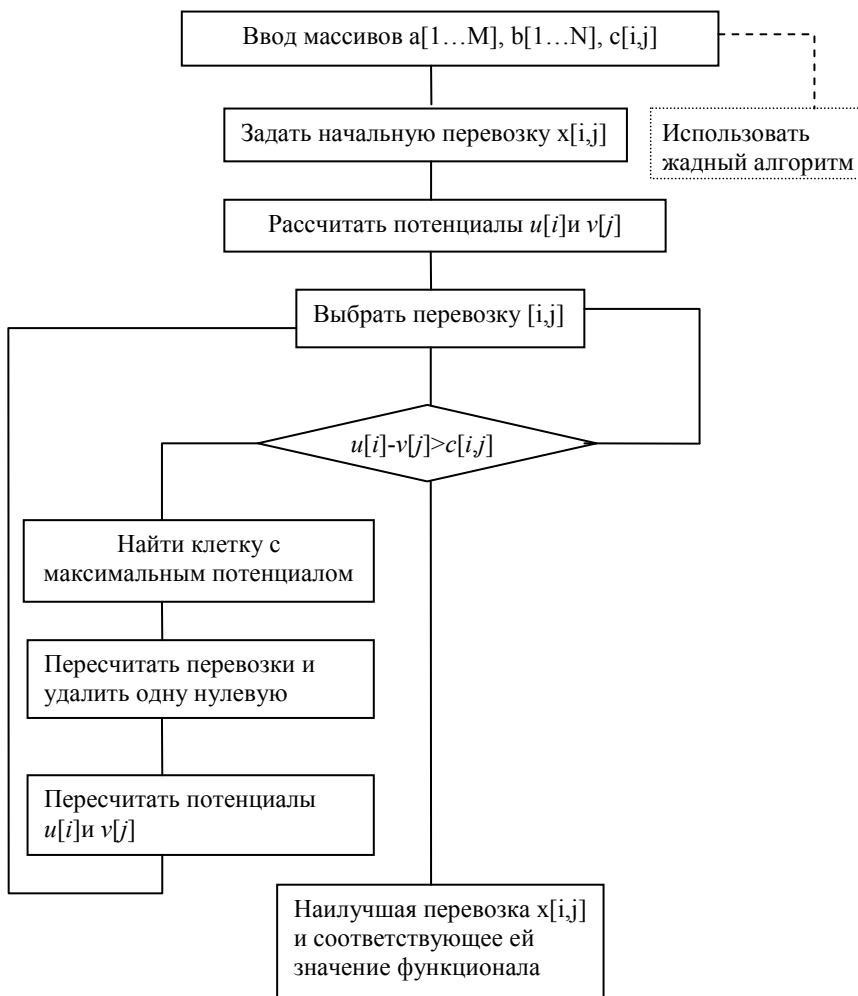 Ввод массивов a[1…M], b[1…N], c[i,j]
Задать начальную перевозку x[i,j]
Использовать
жадный алгоритм
Рассчитать потенциалы u[i]и v[j]
Выбрать перевозку [i,j]
u[i]-v[j]>c[i,j]
Найти клетку с
максимальным потенциалом
Пересчитать перевозки и
удалить одну нулевую
Пересчитать потенциалы
u[i]и v[j]
Наилучшая перевозка x[i,j]
и соответствующее ей
значение функционала